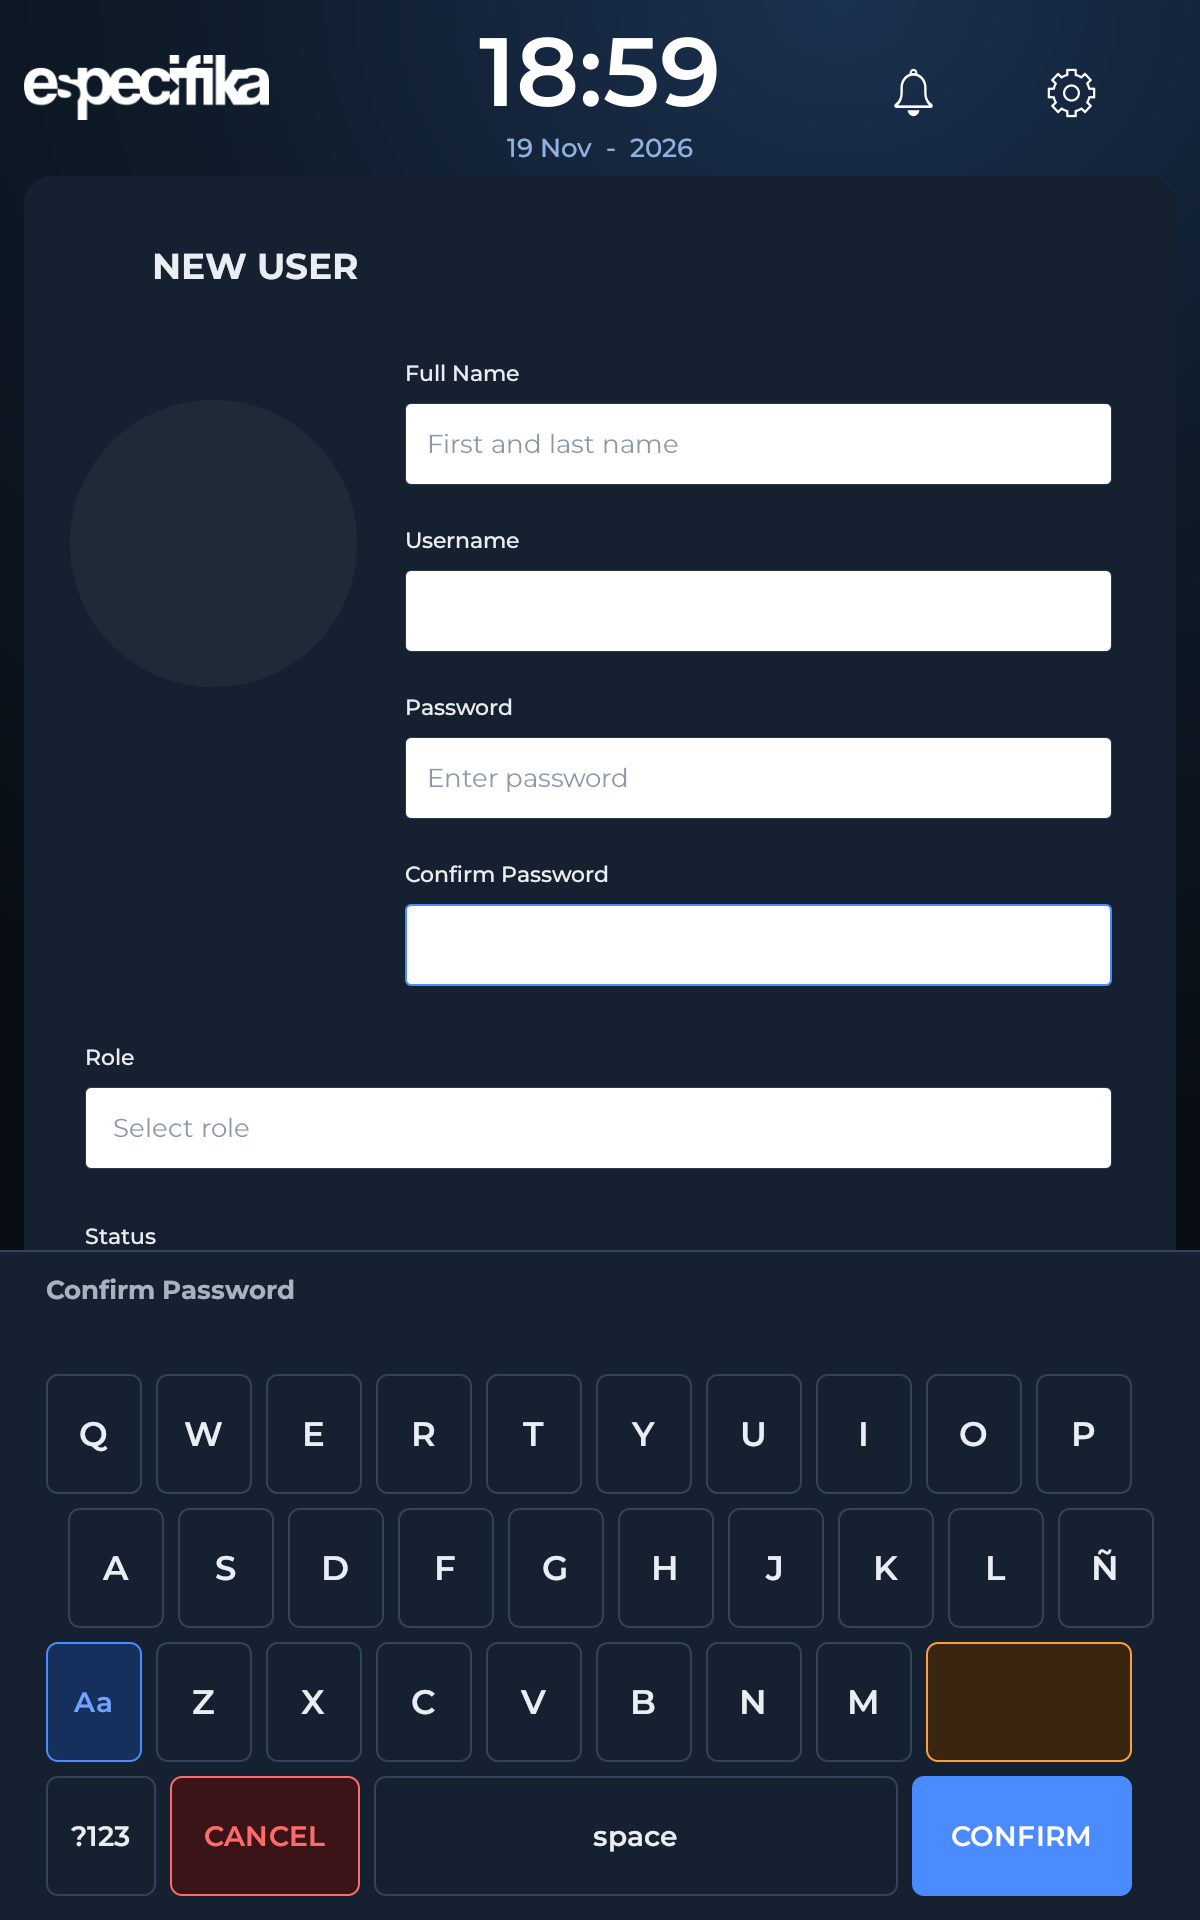 especifika
18:59
19 Nov - 2026
NEW USER
Full Name
First and last name
Username
Password
Enter password
Confirm Password
Role
Select role
Status
Confirm Password
Q W E R T Y U I O P
A S D F G H J K L Ñ
Aa Z X C V B N M
?123 CANCEL space CONFIRM